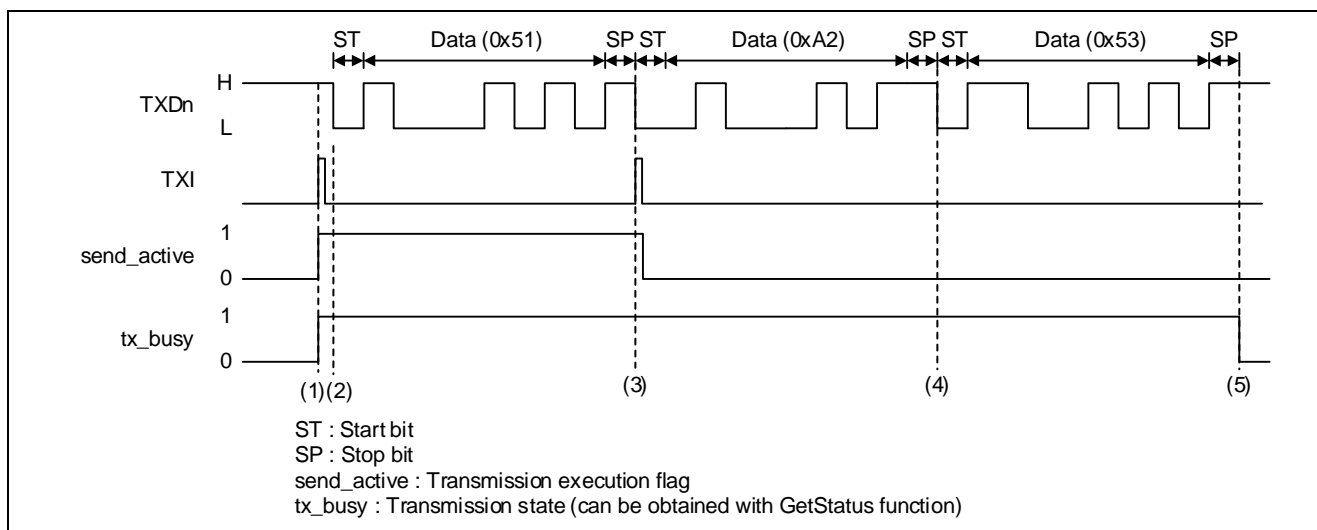 ST Data (0x51) SP ST Data (0xA2) SP ST Data (0x53) SP
H
TXDn
L
TXI
1
send_active
0
1
tx_busy
0
(1) (2) (3) (4) (5)
ST : Start bit
SP : Stop bit
send_active : Transmission execution flag
tx_busy : Transmission state (can be obtained with GetStatus function)